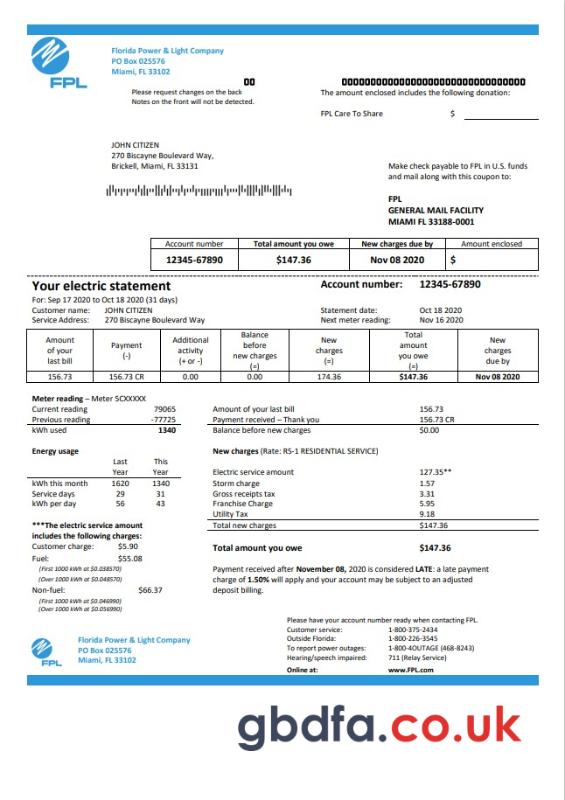 FPL
Florida Power & Light Company
PO Box 025576
Miami, FL 33102
Please request changes on the back
Notes on the front will not be detected.
The amount enclosed includes the following donation:
FPL Care To Share $
JOHN CITIZEN
270 Biscayne Boulevard Way,
Brickell, Miami, FL 33131
Make check payable to FPL in U.S. funds
and mail along with this coupon to:
FPL
GENERAL MAIL FACILITY
MIAMI FL 33188-0001
Account number Total amount you owe New charges due by Amount enclosed
12345-67890 $147.36 Nov 08 2020 $
Your electric statement Account number: 12345-67890
For: Sep 17 2020 to Oct 18 2020 (31 days)
Customer name: JOHN CITIZEN Statement date: Oct 18 2020
Service Address: 270 Biscayne Boulevard Way Next meter reading: Nov 16 2020
Amount of your last bill Payment (-) Additional activity (+ or -) Balance before new charges (=) New charges (=) Total amount you owe (=) New charges due by
156.73 156.73 CR 0.00 0.00 174.36 $147.36 Nov 08 2020
Meter reading – Meter 5CXXXXX
Current reading 79065
Previous reading -77725
kWh used 1340
Amount of your last bill 156.73
Payment received – Thank you 156.73 CR
Balance before new charges $0.00
Energy usage
Last Year This Year
kWh this month 1620 1340
Service days 29 31
kWh per day 56 43
New charges (Rate: RS-1 RESIDENTIAL SERVICE)
Electric service amount 127.35**
Storm charge 1.57
Gross receipts tax 3.31
Franchise Charge 5.95
Utility Tax 9.18
Total new charges $147.36
Total amount you owe $147.36
***The electric service amount
includes the following charges:
Customer charge: $5.90
Fuel: $55.08
(First 1000 kWh at $0.038570)
(Over 1000 kWh at $0.048570)
Non-fuel: $66.37
(First 1000 kWh at $0.046990)
(Over 1000 kWh at $0.056990)
Payment received after November 08, 2020 is considered LATE: a late payment
charge of 1.50% will apply and your account may be subject to an adjusted
deposit billing.
Please have your account number ready when contacting FPL.
Customer service: 1-800-375-2434
Outside Florida: 1-800-226-3545
To report power outages: 1-800-4OUTAGE (468-8243)
Hearing/speech impaired: 711 (Relay Service)
Online at: www.FPL.com
FPL
Florida Power & Light Company
PO Box 025576
Miami, FL 33102
gbdfa.co.uk